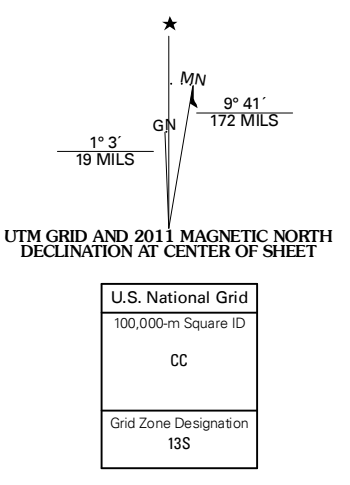 MN
9° 41´
172 MILS
GN
1° 3´
19 MILS
UTM GRID AND 2011 MAGNETIC NORTH
DECLINATION AT CENTER OF SHEET
U.S. National Grid
100,000-m Square ID
CC
Grid Zone Designation
13S